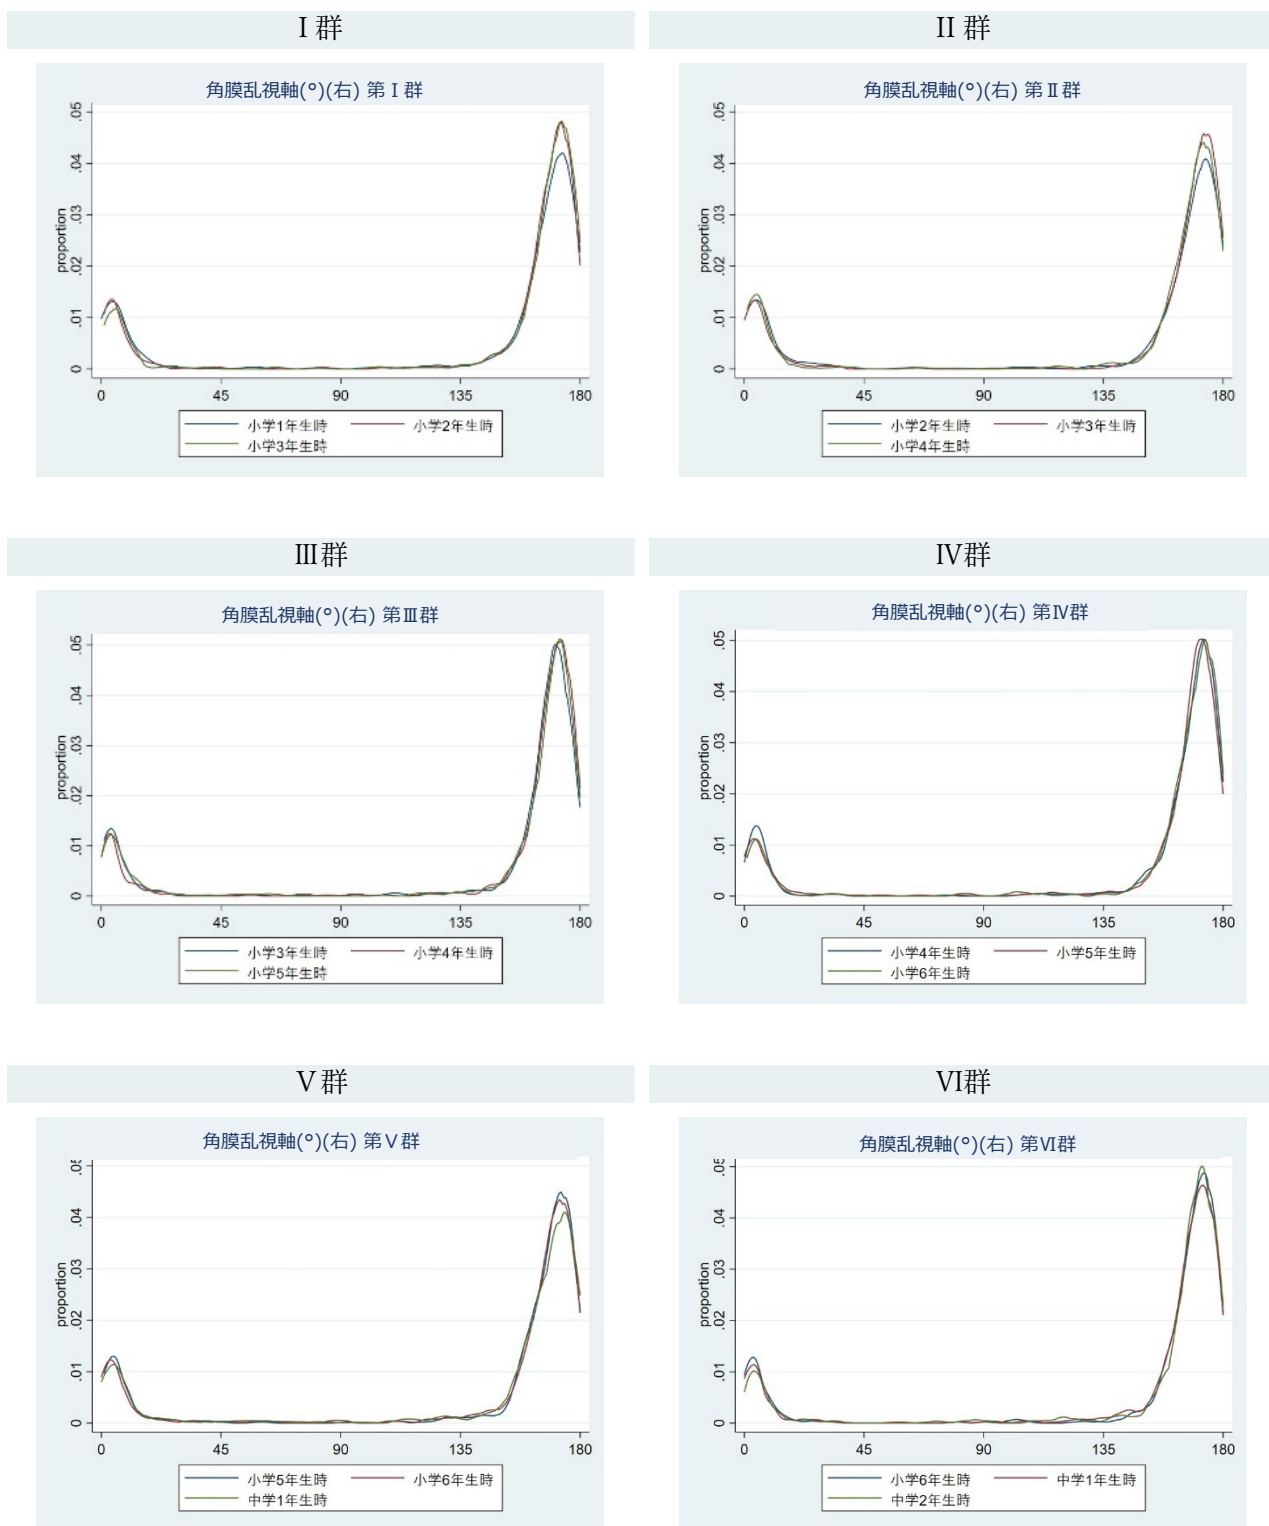 I 群
II 群
角膜乱視軸(°)(右) 第Ⅰ群
.05
.04
.03
.02
.01
0
proportion
0 45 90 135 180
小学1年生時 小学2年生時
小学3年生時
角膜乱視軸(°)(右) 第Ⅱ群
.05
.04
.03
.02
.01
0
proportion
0 45 90 135 180
小学2年生時 小学3年生時
小学4年生時
Ⅲ群
Ⅳ群
角膜乱視軸(°)(右) 第Ⅲ群
.05
.04
.03
.02
.01
0
proportion
0 45 90 135 180
小学3年生時 小学4年生時
小学5年生時
角膜乱視軸(°)(右) 第Ⅳ群
.05
.04
.03
.02
.01
0
proportion
0 45 90 135 180
小学4年生時 小学5年生時
小学6年生時
Ⅴ群
Ⅵ群
角膜乱視軸(°)(右) 第Ⅴ群
.05
.04
.03
.02
.01
0
proportion
0 45 90 135 180
小学5年生時 小学6年生時
中学1年生時
角膜乱視軸(°)(右) 第Ⅵ群
.05
.04
.03
.02
.01
0
proportion
0 45 90 135 180
小学6年生時 中学1年生時
中学2年生時